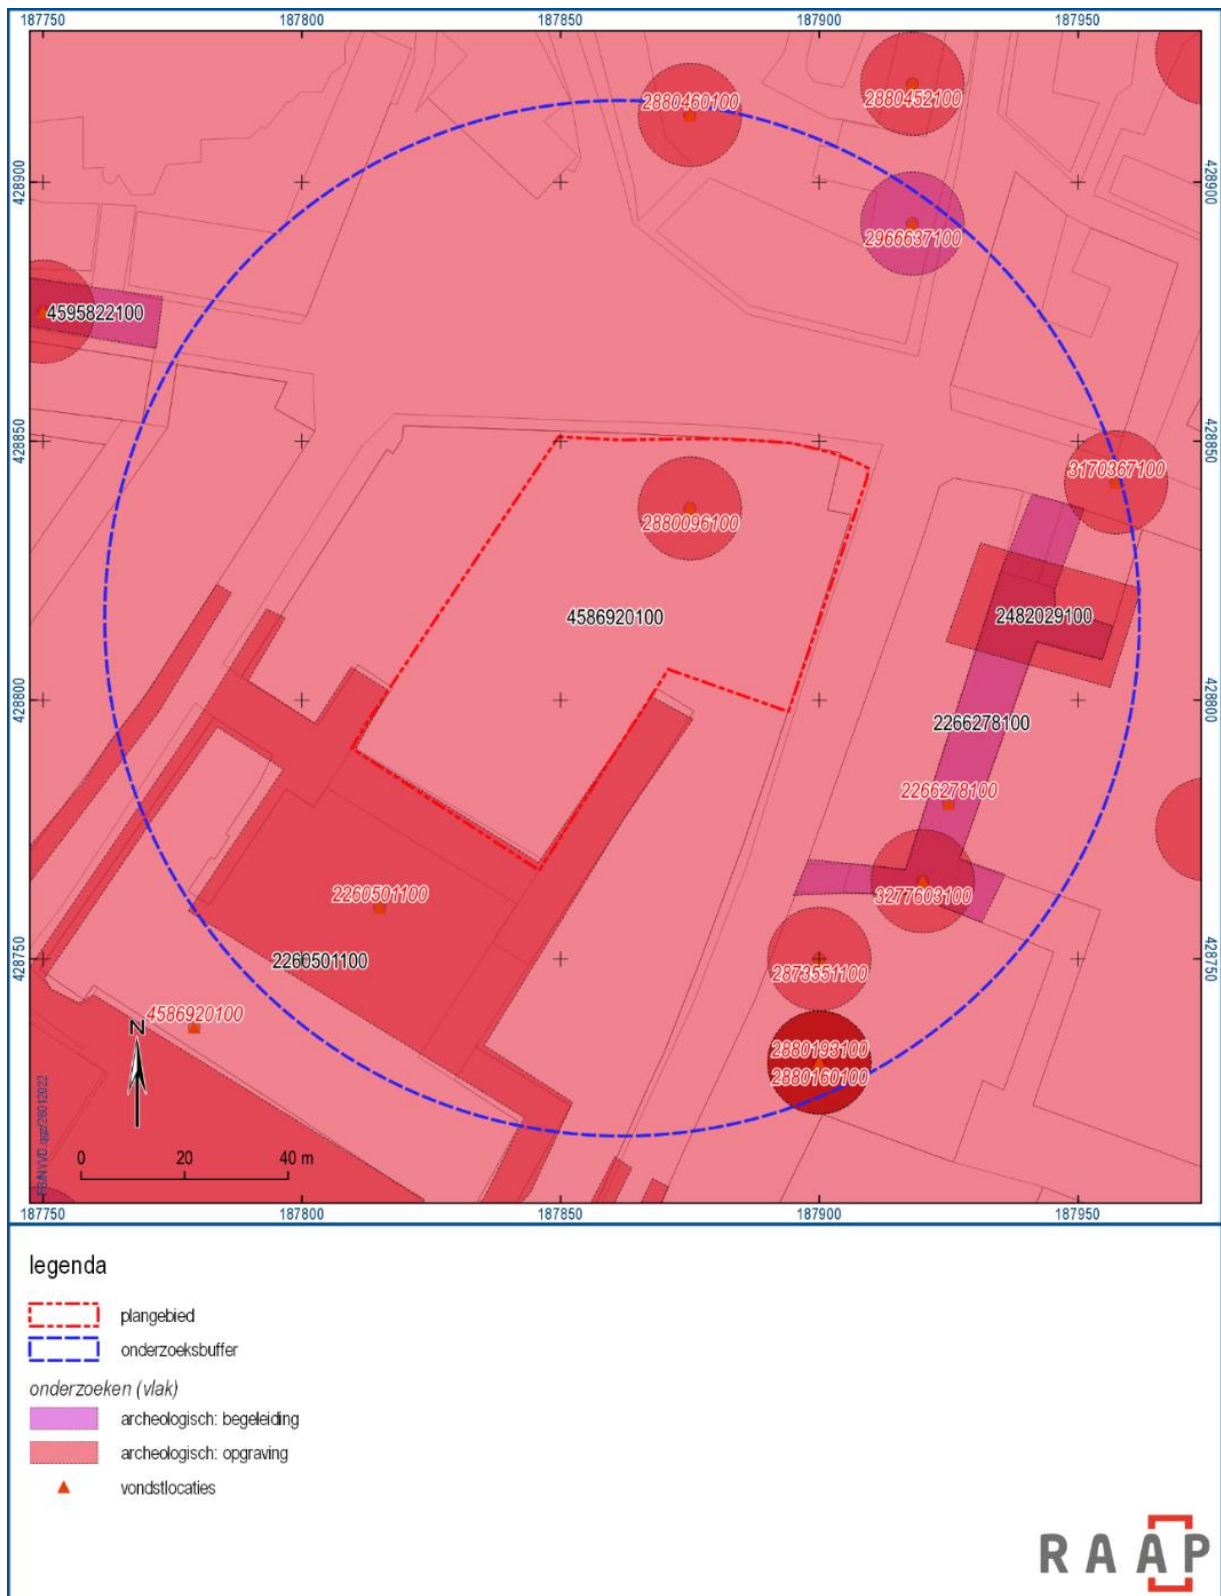 187750 187800 187850 187900 187950
2880460100
2880452100
428900 428900
2966637100
4595822100
428850 428850
3170367100
2880096100
4586920100
2482029100
428800 428800
2266278100
2266278100
3277603100
2260501100
2260501100
428750 428750
2873551100
4586920100
N
2880193100
2880160100
0 20 40 m
187750 187800 187850 187900 187950
legenda
plangebied
onderzoeksbuffer
onderzoeken (vlak)
archeologisch: begeleiding
archeologisch: opgraving
vondstlocaties
RAAP